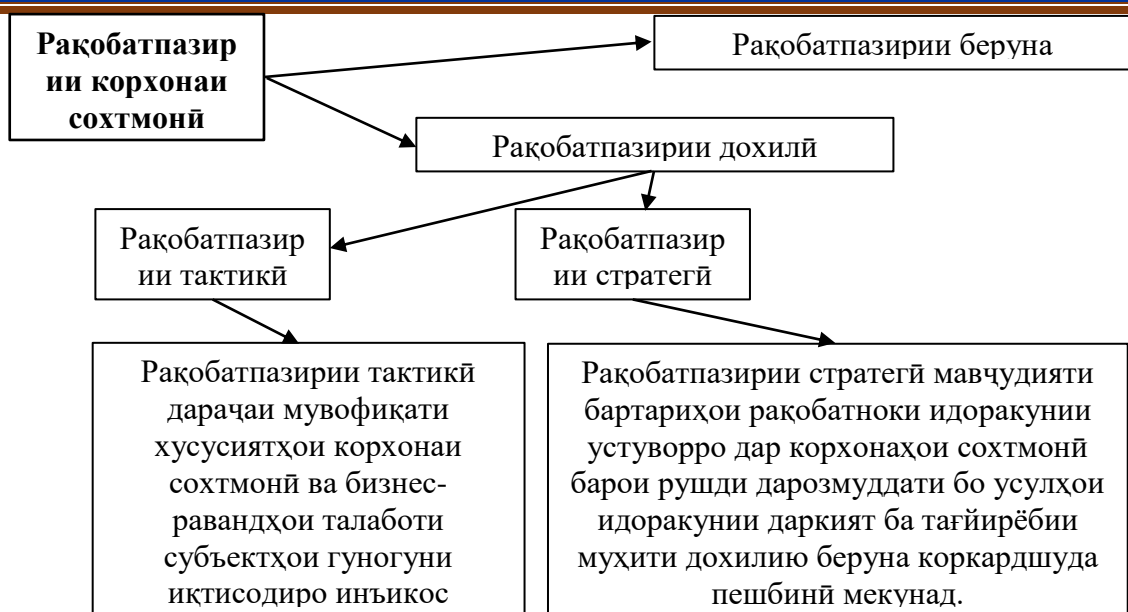 Рақобатпазир
ии корхонаи
сохтмонӣ
Рақобатпазирии беруна
Рақобатпазирии дохилӣ
Рақобатпазир
ии тактикӣ
Рақобатпазир
ии стратегӣ
Рақобатпазирии тактикӣ
дараҷаи мувофиқати
хусусиятҳои корхонаи
сохтмонӣ ва бизнес-
равандҳои талаботи
субъектҳои гуногуни
иқтисодиро инъикос
Рақобатпазирии стратегӣ мавҷудияти
бартариҳои рақобатноки идоракунии
устуворро дар корхонаҳои сохтмонӣ
барои рушди дарозмуддати бо усулҳои
идоракунии даркият ба тағйирёбии
муҳити дохилию беруна коркардшуда
пешбинӣ мекунад.